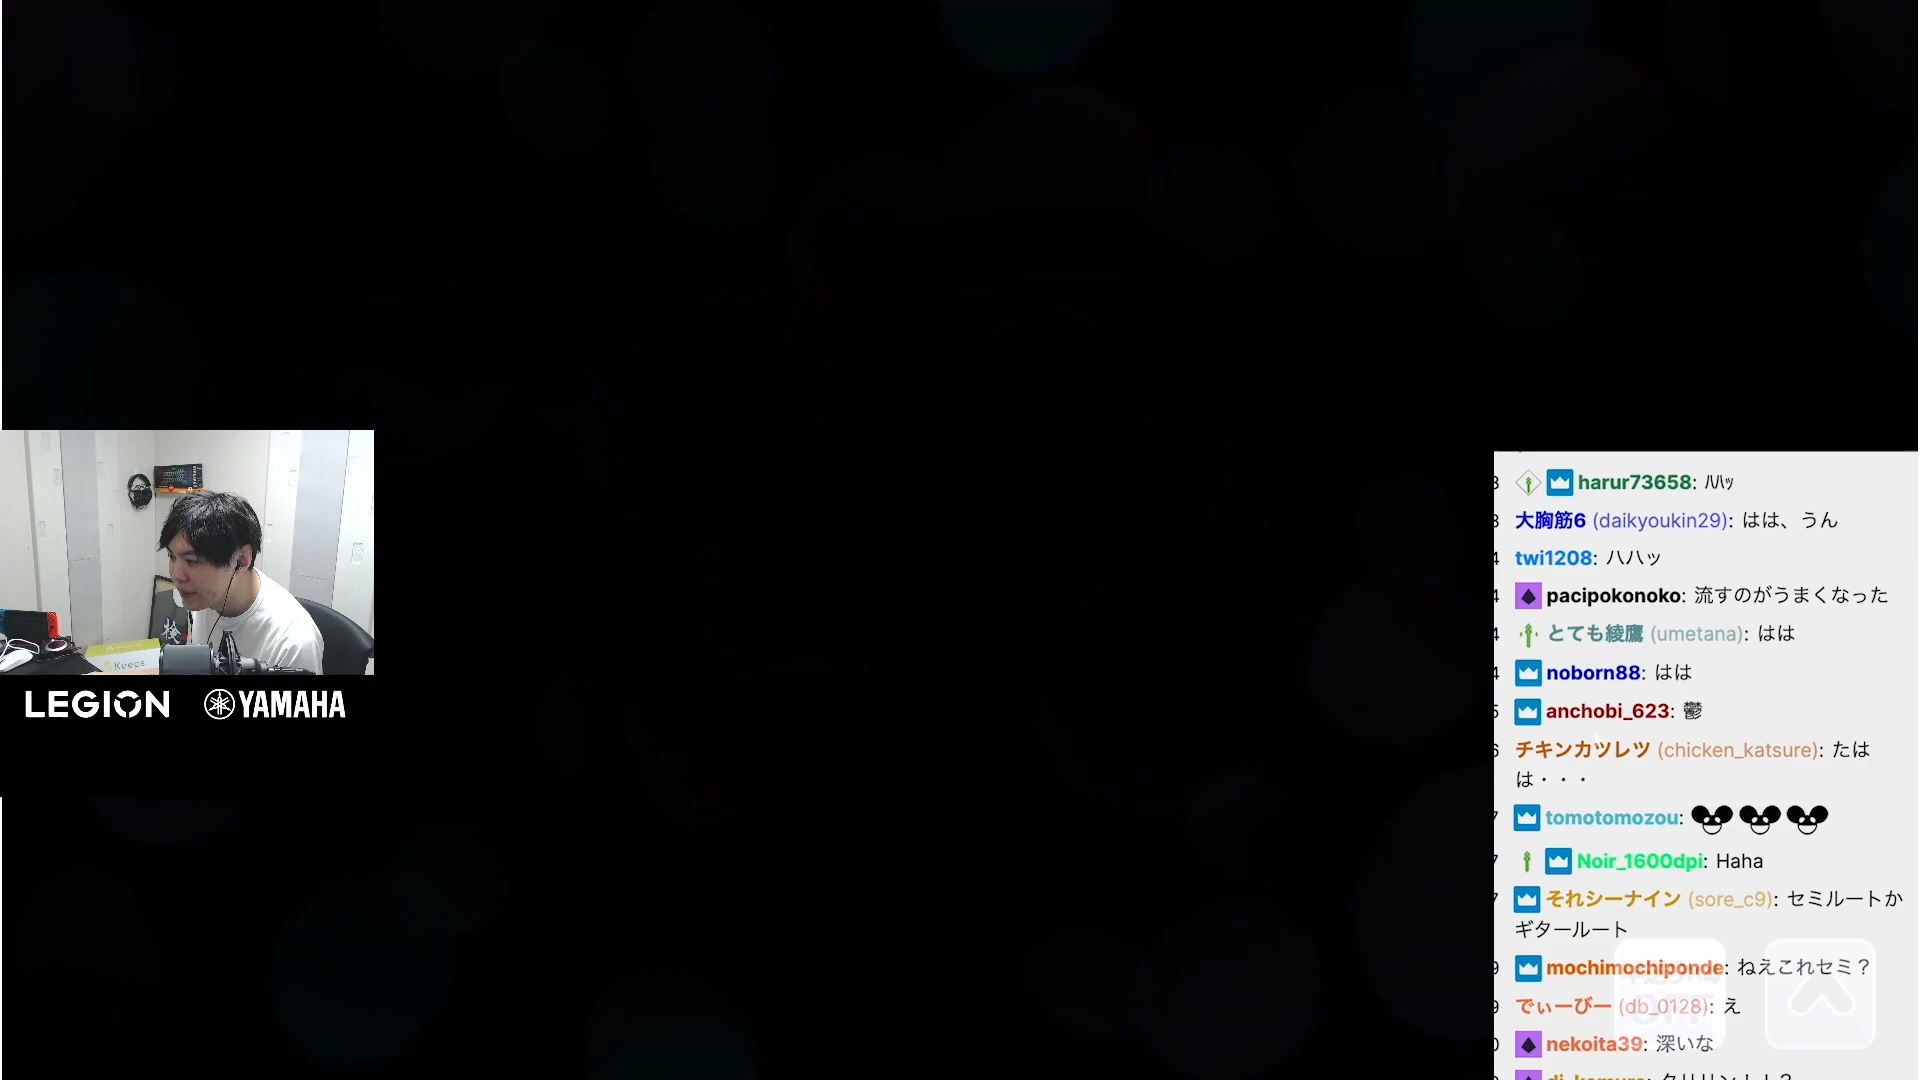 harur73658: ハハッ
大胸筋6 (daikyoukin29): はは、うん
twi1208: ハハッ
pacipokonoko: 流すのがうまくなった
とても綾鷹 (umetana): はは
noborn88: はは
anchobi_623: 鬱
チキンカツレツ (chicken_katsure): たは
は・・・
tomotomozou:
Noir_1600dpi: Haha
それシーナイン (sore_c9): セミルートか
ギタールート
mochimochiponde: ねえこれセミ？
でぃーびー (db_0128): え
nekoita39: 深いな
検
Keeps
LEGION YAMAHA